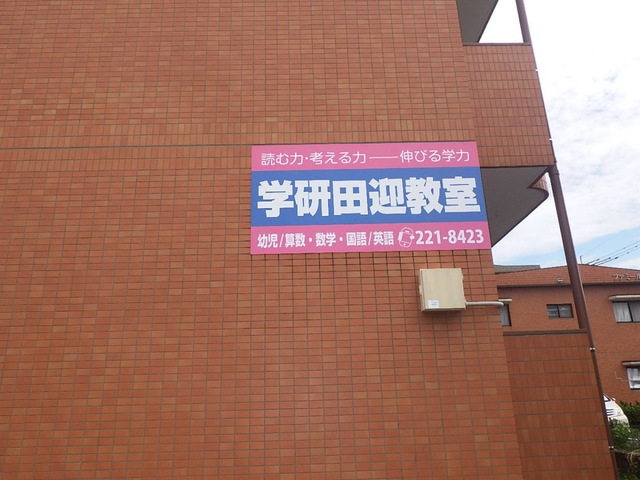 読む力・考える力――伸びる学力
学研田迎教室
幼児/算数・数学・国語/英語 221-8423